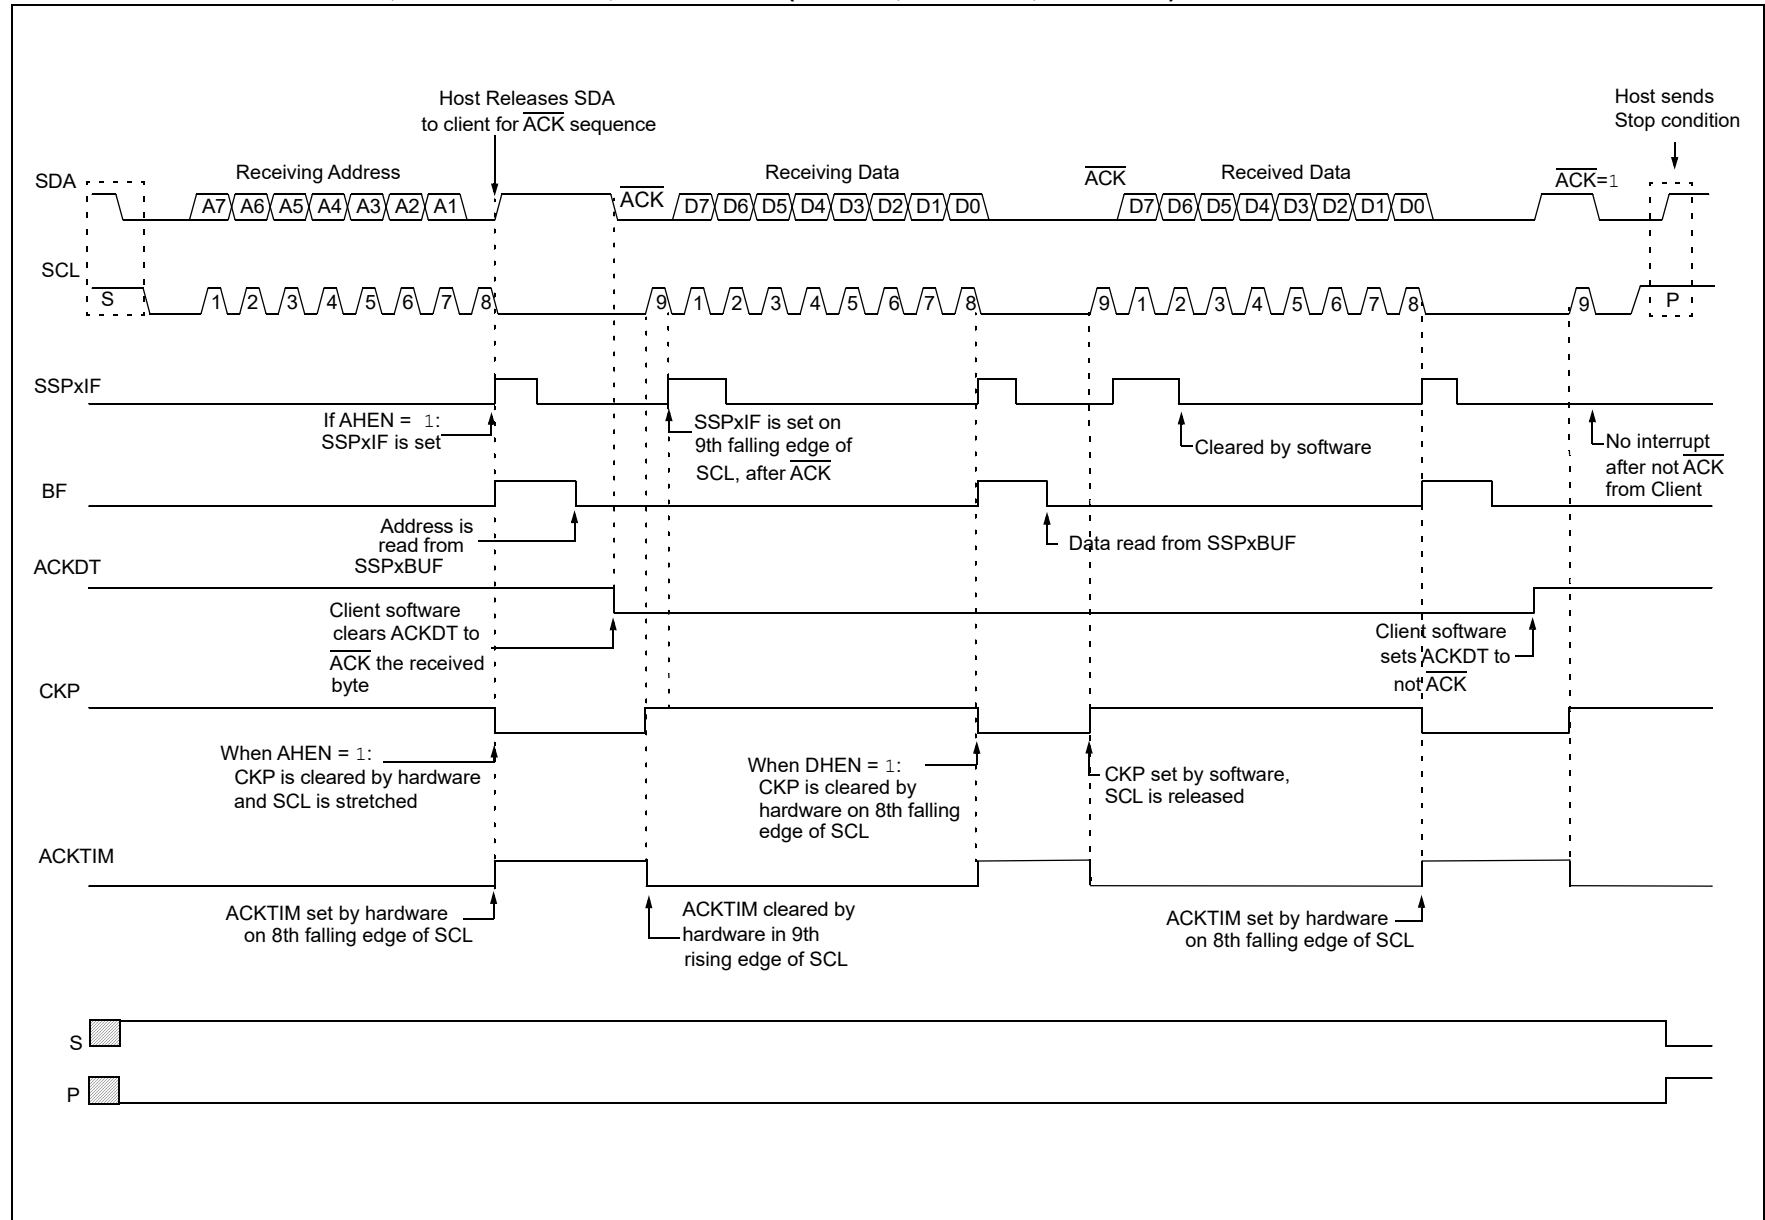 Host Releases SDA
to client for ACK sequence
Host sends
Stop condition
SDA
Receiving Address
ACK
Receiving Data
ACK
Received Data
ACK=1
A7 A6 A5 A4 A3 A2 A1
D7 D6 D5 D4 D3 D2 D1 D0
D7 D6 D5 D4 D3 D2 D1 D0
SCL
S
1 2 3 4 5 6 7 8
9 1 2 3 4 5 6 7 8
9 1 2 3 4 5 6 7 8
9
P
SSPxIF
If AHEN = 1:
SSPxIF is set
SSPxIF is set on
9th falling edge of
SCL, after ACK
Cleared by software
No interrupt
after not ACK
from Client
BF
Address is
read from
SSPxBUF
Data read from SSPxBUF
ACKDT
Client software
clears ACKDT to
ACK the received
byte
Client software
sets ACKDT to
not ACK
CKP
When AHEN = 1:
CKP is cleared by hardware
and SCL is stretched
When DHEN = 1:
CKP is cleared by
hardware on 8th falling
edge of SCL
CKP set by software,
SCL is released
ACKTIM
ACKTIM set by hardware
on 8th falling edge of SCL
ACKTIM cleared by
hardware in 9th
rising edge of SCL
ACKTIM set by hardware
on 8th falling edge of SCL
S
P